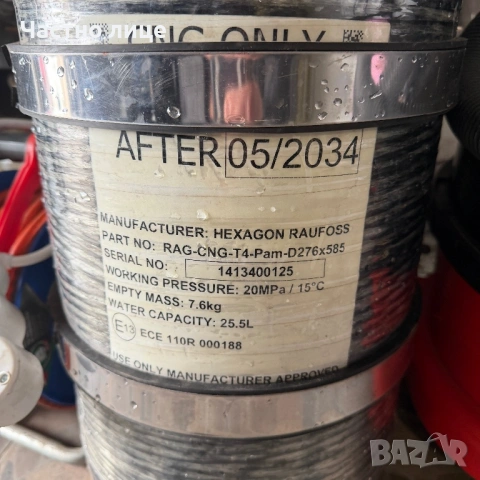 Частно лице
CNG ONLY
AFTER 05/2034
MANUFACTURER: HEXAGON RAUFOSS
PART NO: RAG-CNG-T4-Pam-D276x585
SERIAL NO: 1413400125
WORKING PRESSURE: 20MPa / 15°C
EMPTY MASS: 7.6kg
WATER CAPACITY: 25.5L
E13 ECE 110R 000188
USE ONLY MANUFACTURER APPROVED
BAZAR